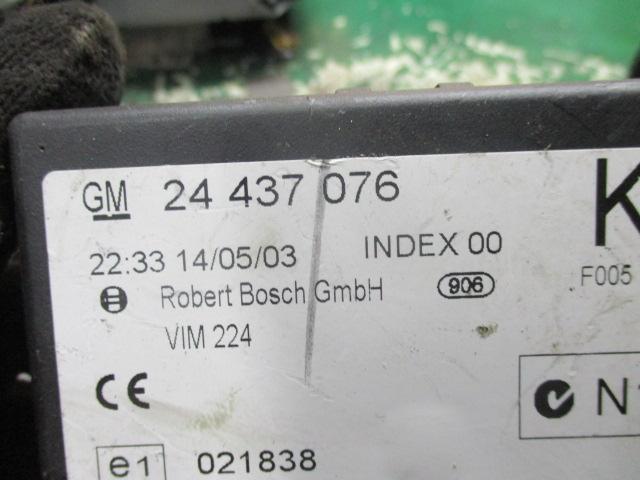 GM 24 437 076
K
22:33 14/05/03 INDEX 00
Robert Bosch GmbH 906 F005
VIM 224
CE
N
e1 021838